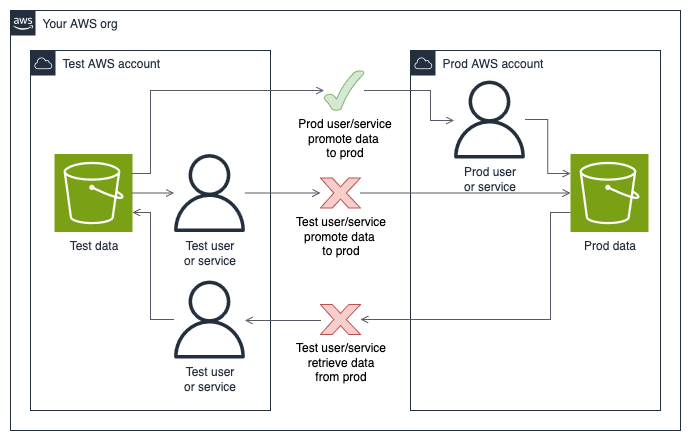 aws
Your AWS org
Test AWS account
Prod AWS account
Prod user/service
promote data
to prod
Prod user
or service
Test data
Test user
or service
Test user/service
promote data
to prod
Prod data
Test user
or service
Test user/service
retrieve data
from prod